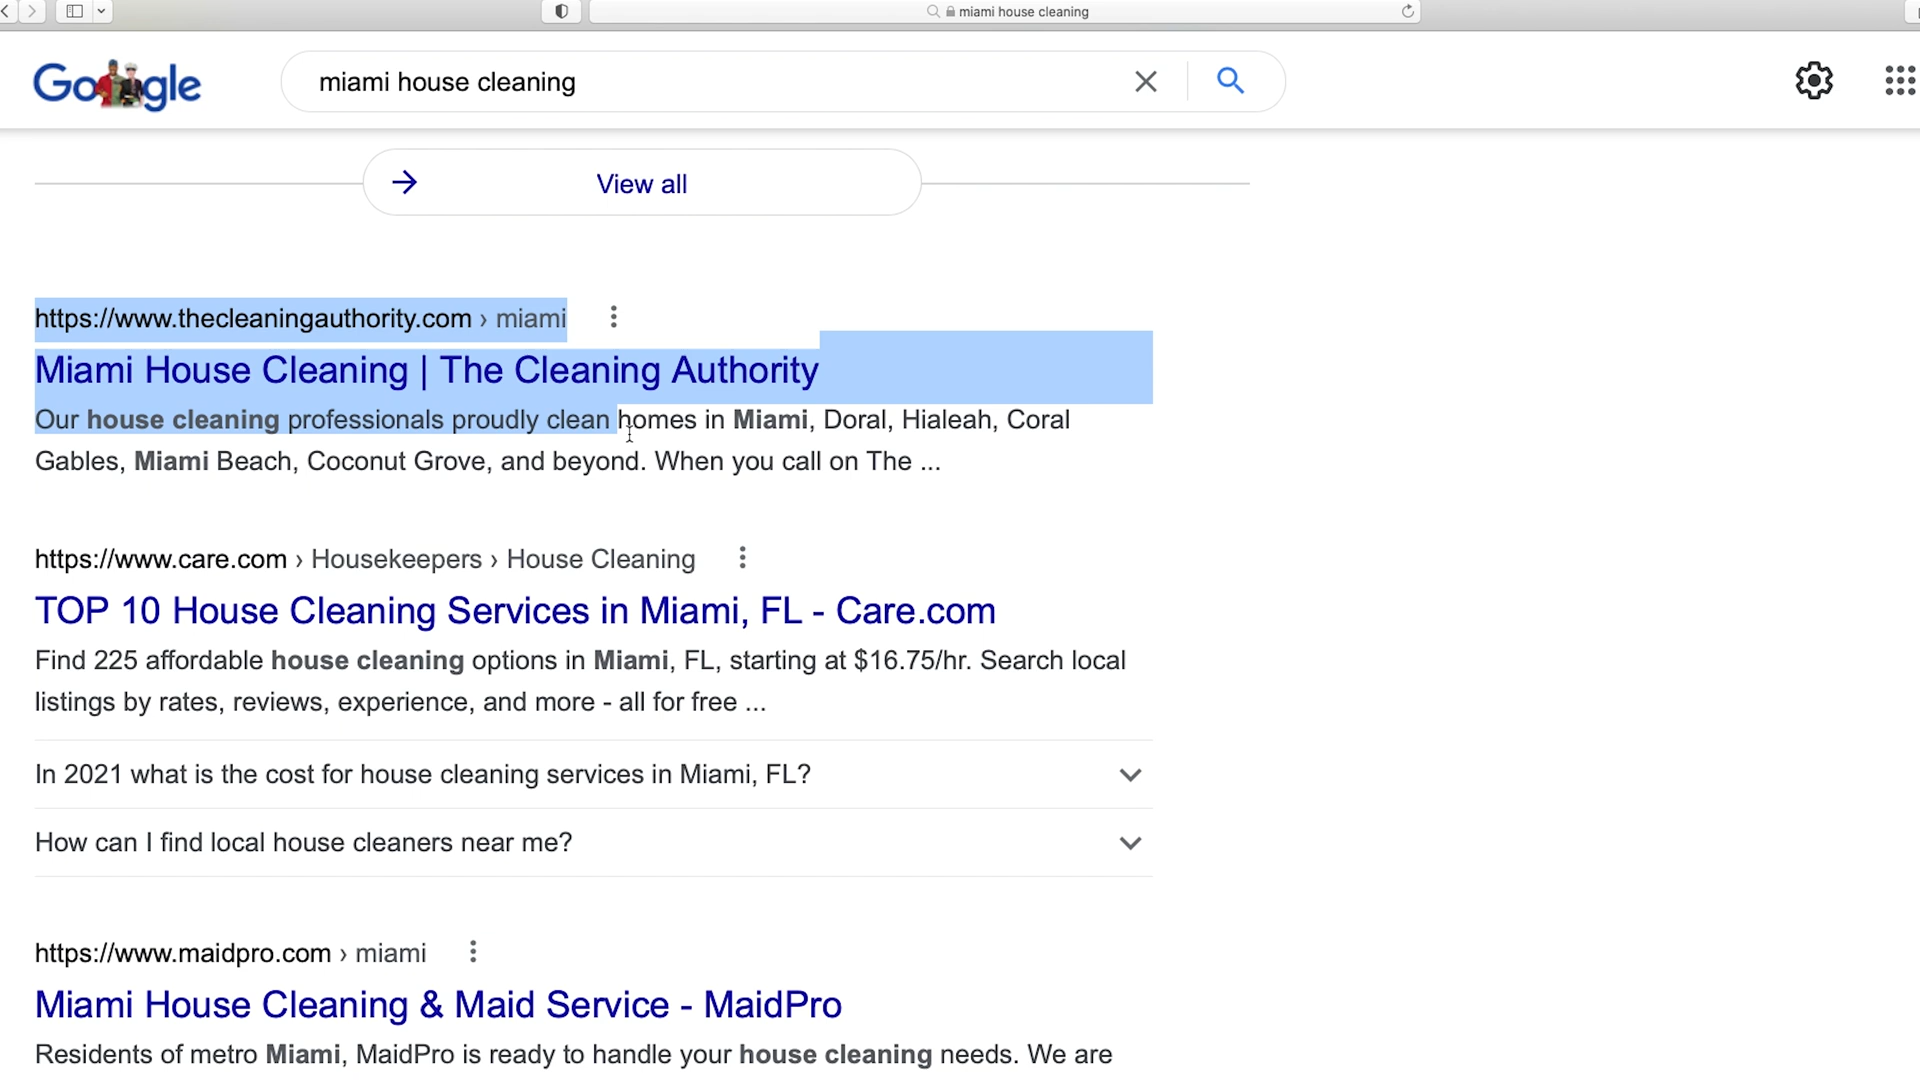 miami house cleaning
Google
miami house cleaning
View all
https://www.thecleaningauthority.com › miami
Miami House Cleaning | The Cleaning Authority
Our house cleaning professionals proudly clean homes in Miami, Doral, Hialeah, Coral
Gables, Miami Beach, Coconut Grove, and beyond. When you call on The ...
https://www.care.com › Housekeepers › House Cleaning
TOP 10 House Cleaning Services in Miami, FL - Care.com
Find 225 affordable house cleaning options in Miami, FL, starting at $16.75/hr. Search local
listings by rates, reviews, experience, and more - all for free ...
In 2021 what is the cost for house cleaning services in Miami, FL?
How can I find local house cleaners near me?
https://www.maidpro.com › miami
Miami House Cleaning & Maid Service - MaidPro
Residents of metro Miami, MaidPro is ready to handle your house cleaning needs. We are